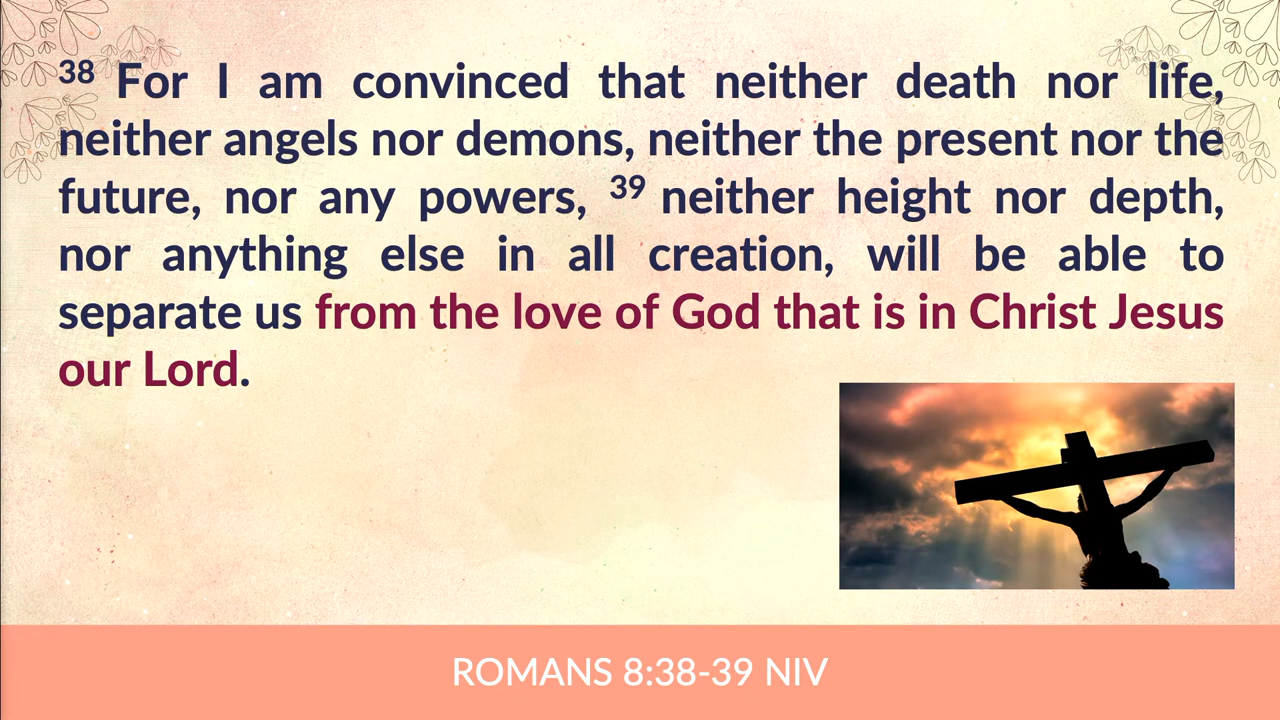 38 For I am convinced that neither death nor life,
neither angels nor demons, neither the present nor the
future, nor any powers, 39 neither height nor depth,
nor anything else in all creation, will be able to
separate us from the love of God that is in Christ Jesus
our Lord.
ROMANS 8:38-39 NIV